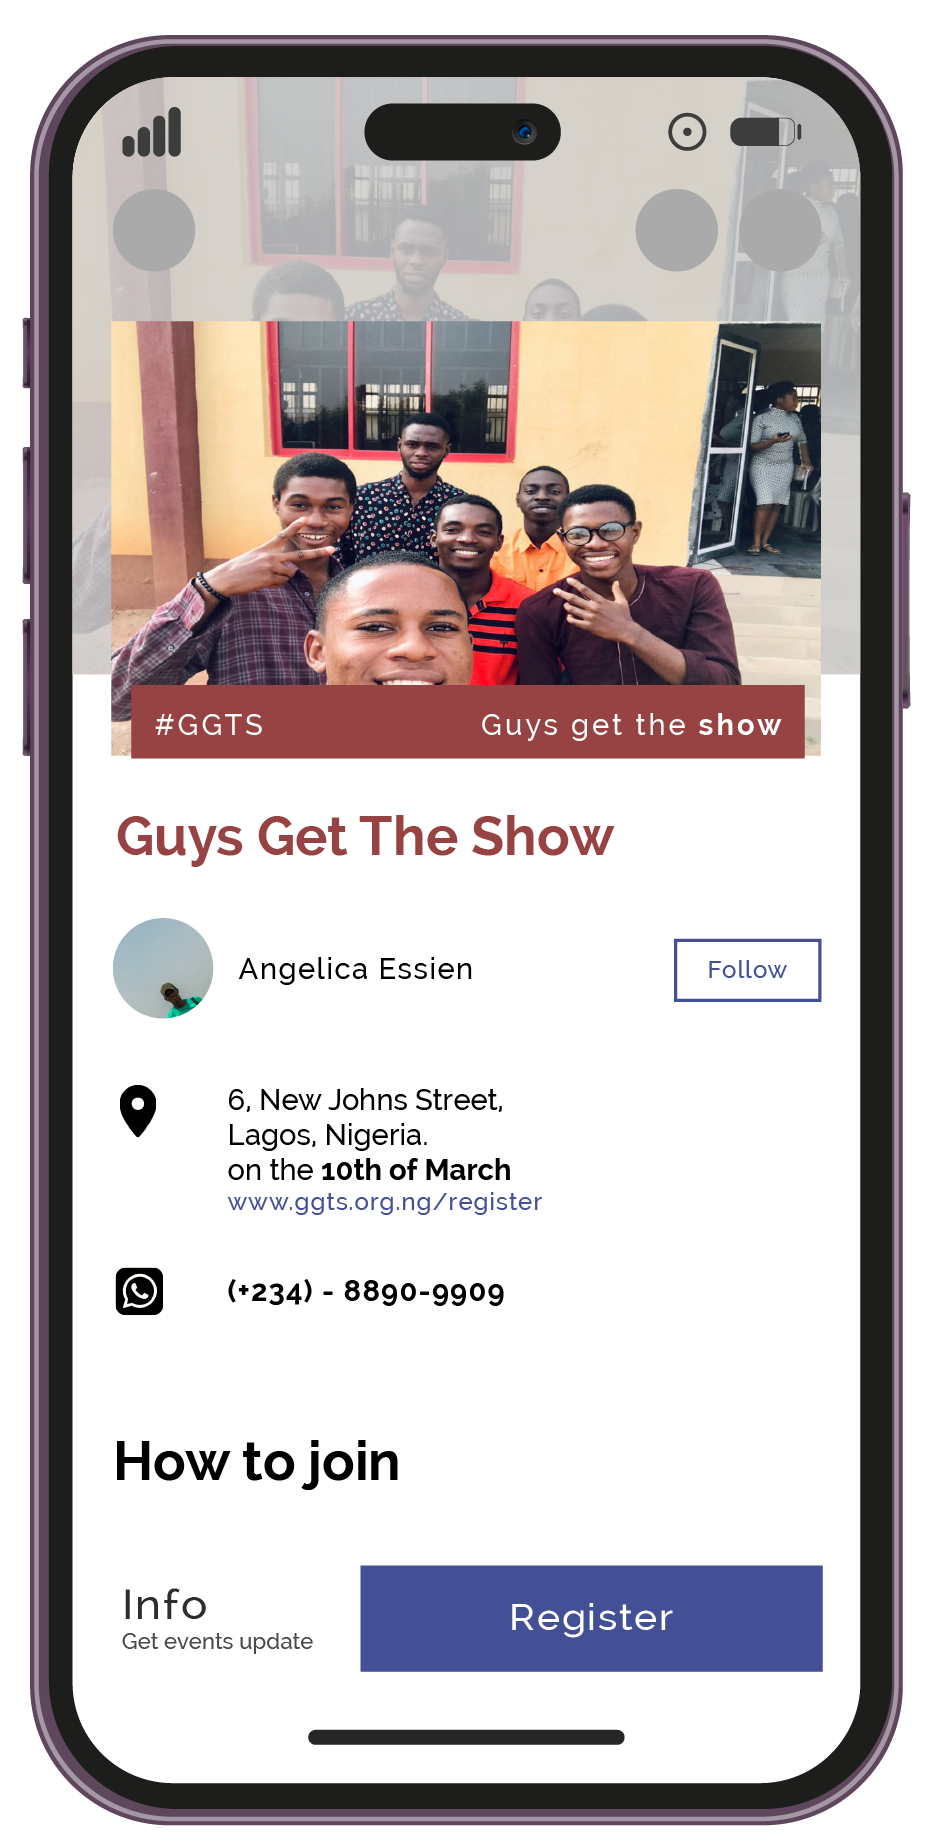 #GGTS
Guys get the show
Guys Get The Show
Angelica Essien
Follow
6, New Johns Street,
Lagos, Nigeria.
on the 10th of March
www.ggts.org.ng/register
(+234) - 8890-9909
How to join
Info
Get events update
Register